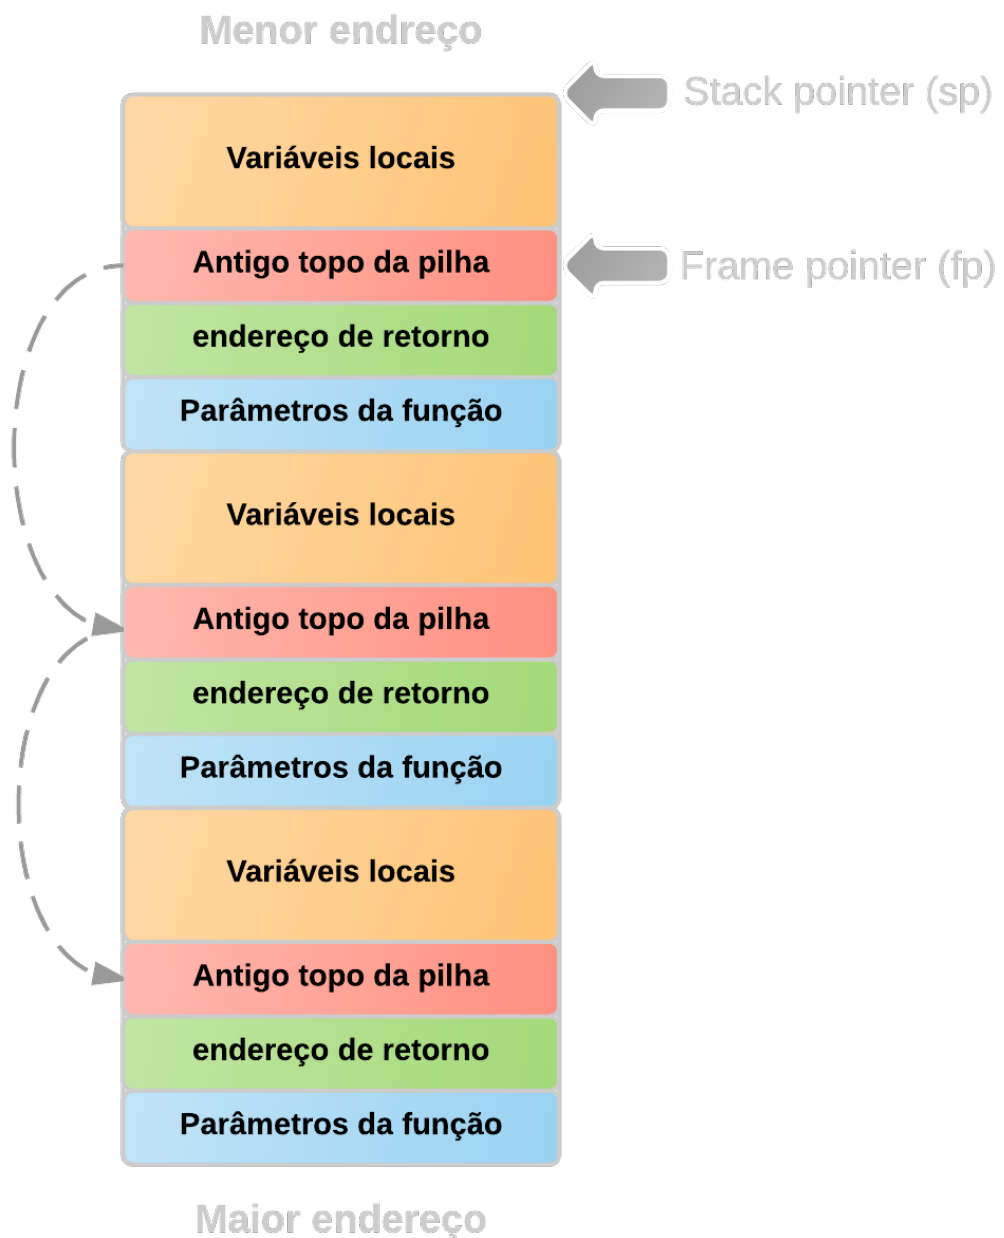 Menor endreço
Stack pointer (sp)
Variáveis locais
Antigo topo da pilha
Frame pointer (fp)
endereço de retorno
Parâmetros da função
Variáveis locais
Antigo topo da pilha
endereço de retorno
Parâmetros da função
Variáveis locais
Antigo topo da pilha
endereço de retorno
Parâmetros da função
Maior endereço